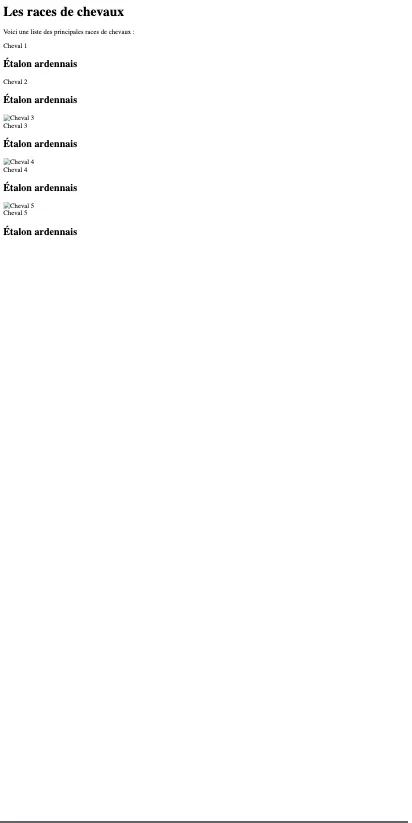 Les races de chevaux
Voici une liste des principales races de chevaux :
Cheval 1
Étalon ardennais
Cheval 2
Étalon ardennais
Cheval 3
Cheval 3
Étalon ardennais
Cheval 4
Cheval 4
Étalon ardennais
Cheval 5
Cheval 5
Étalon ardennais